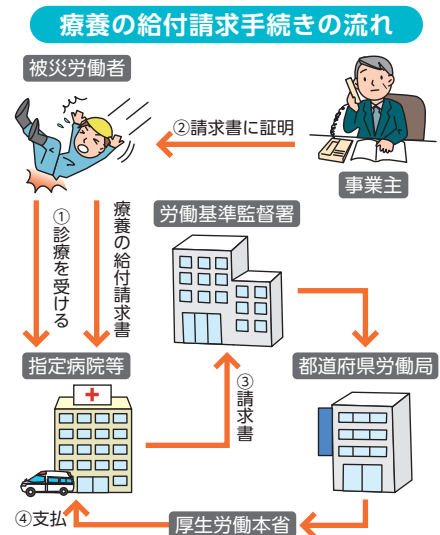 療養の給付請求手続きの流れ
被災労働者
②請求書に証明
事業主
①診療を受ける
療養の給付請求書
労働基準監督署
指定病院等
都道府県労働局
③請求書
④支払
厚生労働本省